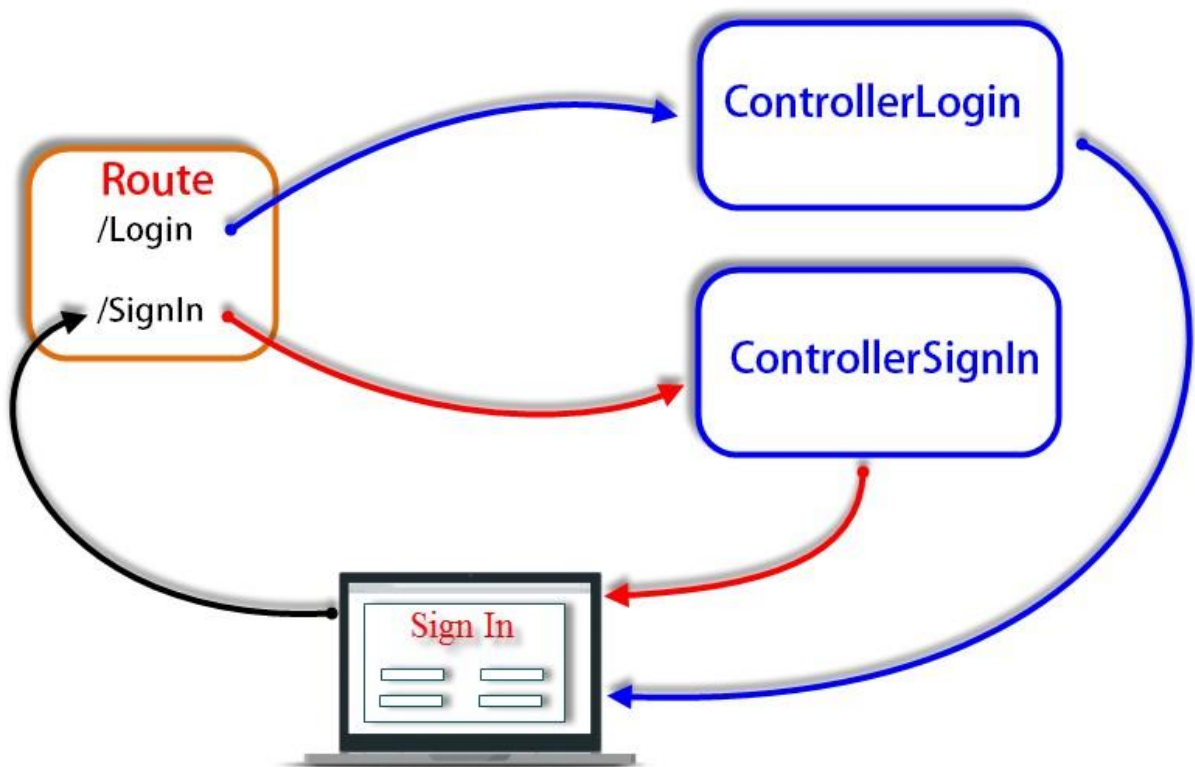 ControllerLogin
Route
/Login
/SignIn
ControllerSignIn
Sign In